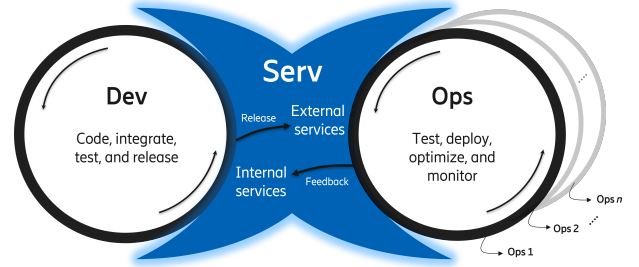 Dev
Code, integrate,
test, and release
Serv
Release
External
services
Internal
services
Feedback
Ops
Test, deploy,
optimize, and
monitor
Ops 1
Ops 2
Ops n